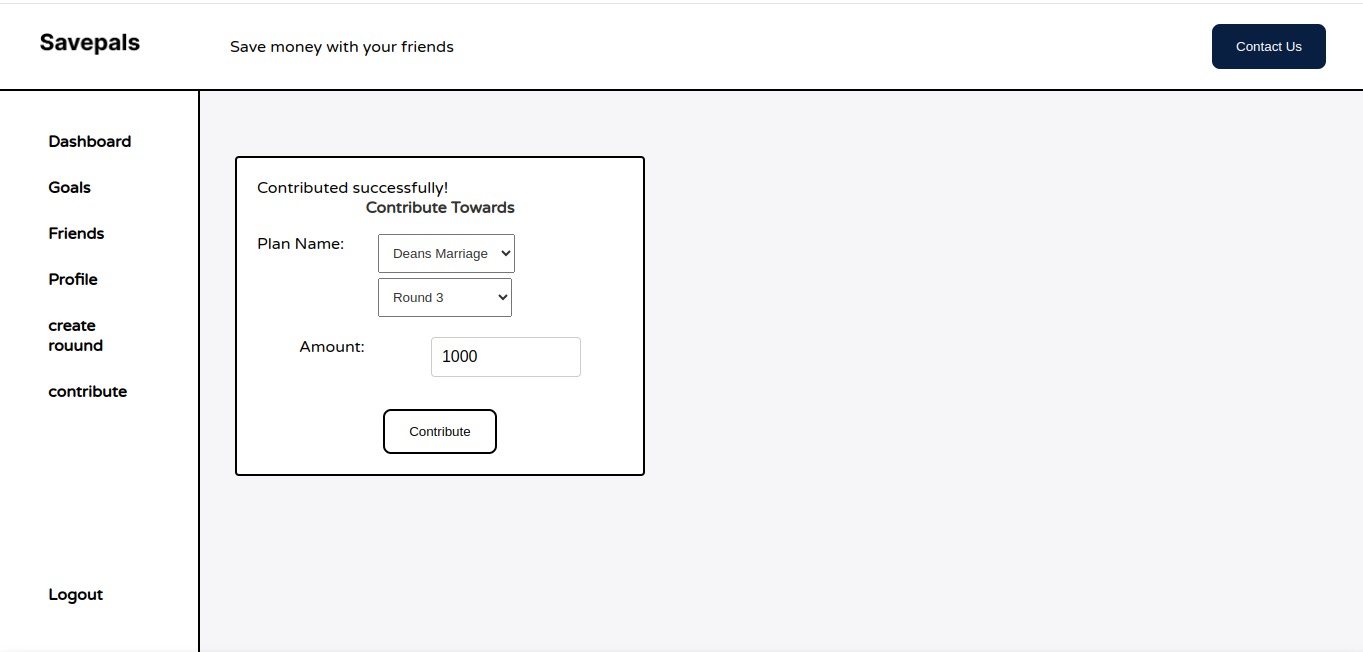 Savepals
Save money with your friends
Contact Us
Dashboard
Goals
Friends
Profile
create
rouund
contribute
Logout
Contributed successfully!
Contribute Towards
Plan Name:
Deans Marriage
Round 3
Amount:
1000
Contribute